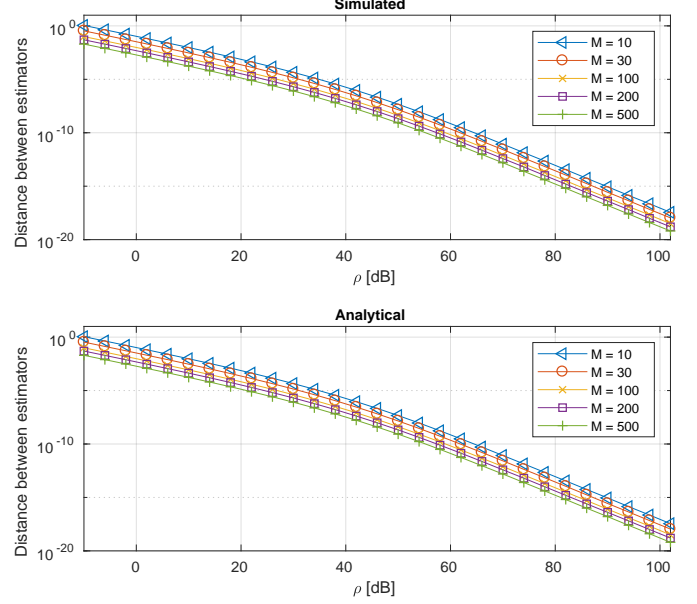 Simulated
Distance between estimators
10^0
10^-10
10^-20
M = 10
M = 30
M = 100
M = 200
M = 500
0
20
40
60
80
100
ρ [dB]
Analytical
Distance between estimators
10^0
10^-10
10^-20
M = 10
M = 30
M = 100
M = 200
M = 500
0
20
40
60
80
100
ρ [dB]